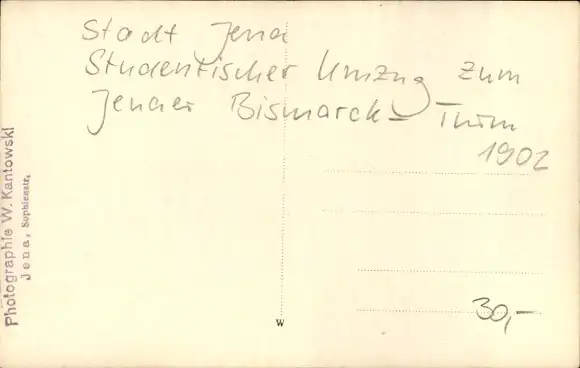 Stadt Jena
Studentischer Umzug zum
Jenaer Bismarck-Turm
1902
30,-
W
Photographie W. Kantowski
Jena, Sophienstr.